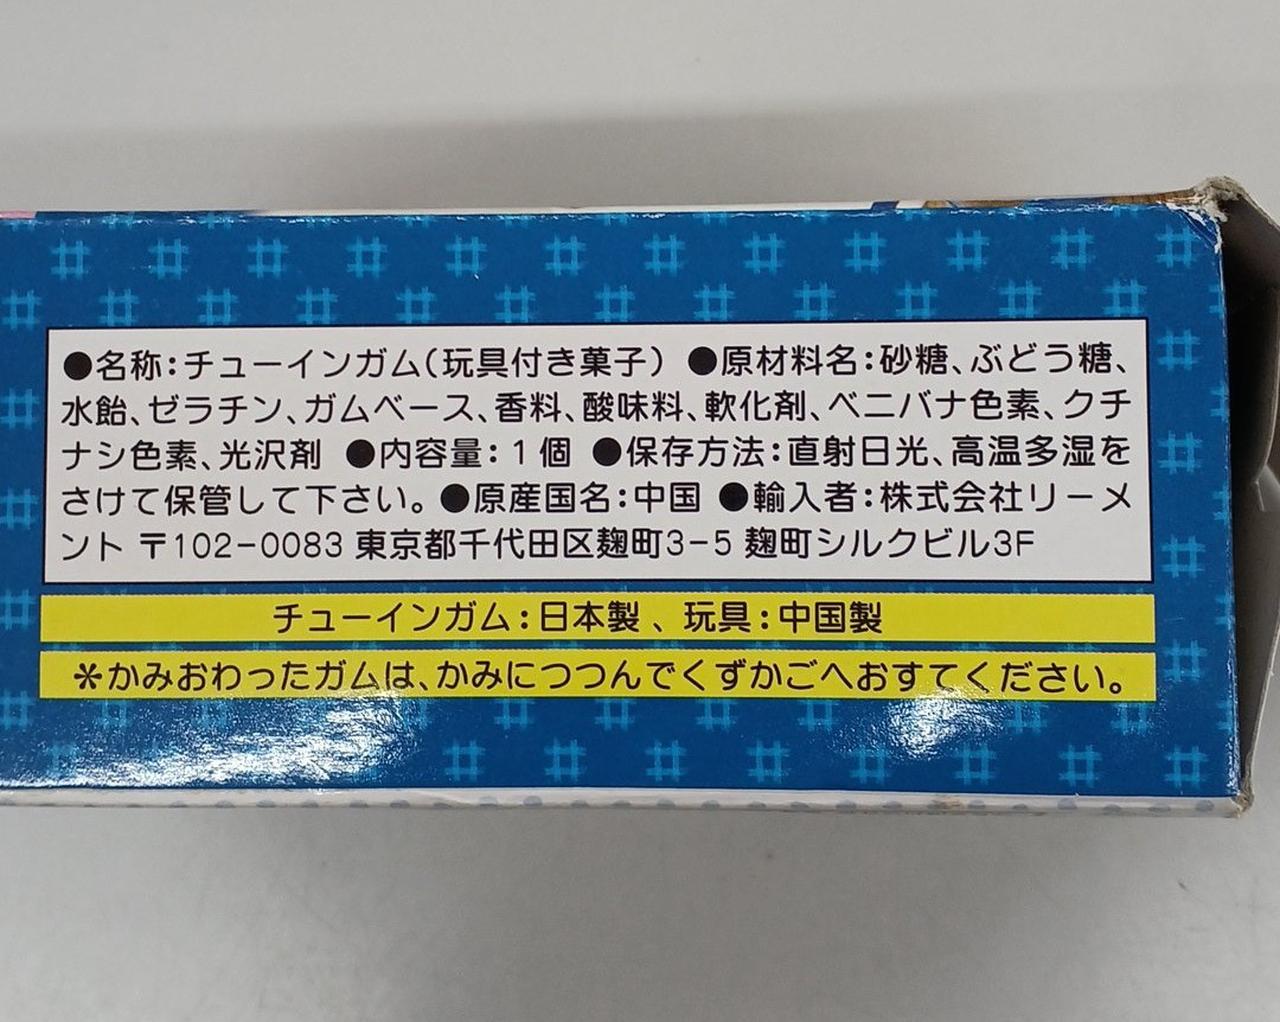 ●名称:チューインガム(玩具付き菓子) ●原材料名:砂糖、ぶどう糖、
水飴、ゼラチン、ガムベース、香料、酸味料、軟化剤、ベニバナ色素、クチ
ナシ色素、光沢剤 ●内容量:1個 ●保存方法:直射日光、高温多湿を
さけて保管して下さい。●原産国名:中国 ●輸入者:株式会社リーメ
ント 〒102-0083 東京都千代田区麹町3-5 麹町シルクビル3F
チューインガム:日本製、玩具:中国製
＊かみおわったガムは、かみにつつんでくずかごへおすてください。